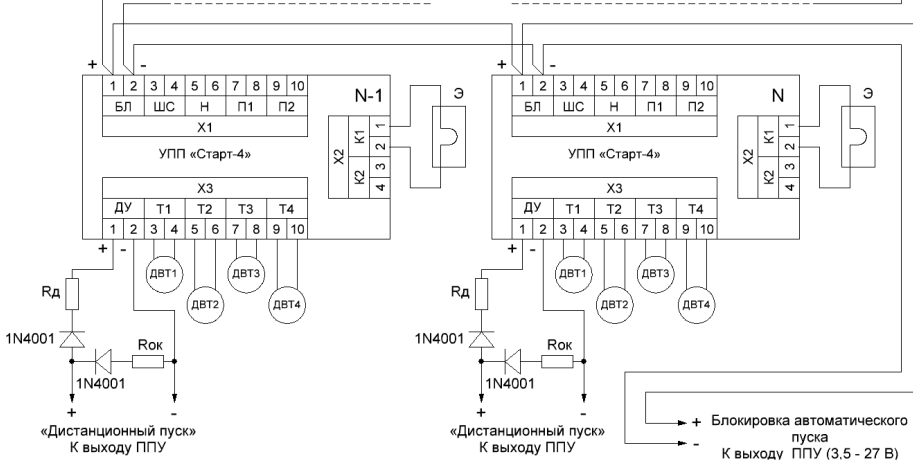 + - + -
1 2 3 4 5 6 7 8 9 10 1 2 3 4 5 6 7 8 9 10
БЛ ШС Н П1 П2 N-1 Э БЛ ШС Н П1 П2 N Э
X1 X1
УПП «Старт-4» X2 К1 К2 1 2 3 4 УПП «Старт-4» X2 К1 К2 1 2 3 4
X3 X3
ДУ Т1 Т2 Т3 Т4 ДУ Т1 Т2 Т3 Т4
1 2 3 4 5 6 7 8 9 10 1 2 3 4 5 6 7 8 9 10
+ - + -
ДВТ1 ДВТ3 ДВТ1 ДВТ3
Rд ДВТ2 ДВТ4 Rд ДВТ2 ДВТ4
1N4001 Rок 1N4001 Rок
1N4001 1N4001
+ - + -
«Дистанционный пуск» «Дистанционный пуск»
К выходу ППУ К выходу ППУ
+ Блокировка автоматического
пуска
- К выходу ППУ (3,5 - 27 В)